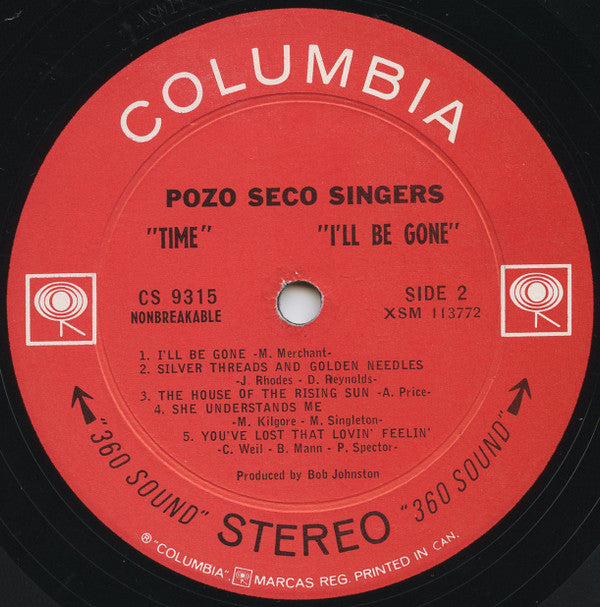 COLUMBIA
POZO SECO SINGERS
"TIME" "I'LL BE GONE"
CS 9315 SIDE 2
NONBREAKABLE XSM 113772
1. I'LL BE GONE -M. Merchant-
2. SILVER THREADS AND GOLDEN NEEDLES
-J. Rhodes - D. Reynolds-
3. THE HOUSE OF THE RISING SUN -A. Price-
4. SHE UNDERSTANDS ME
-M. Kilgore - M. Singleton-
5. YOU'VE LOST THAT LOVIN' FEELIN'
-C. Weil - B. Mann - P. Spector-
Produced by Bob Johnston
"360 SOUND" STEREO "360 SOUND"
℗ "COLUMBIA", MARCAS REG. PRINTED IN CAN.